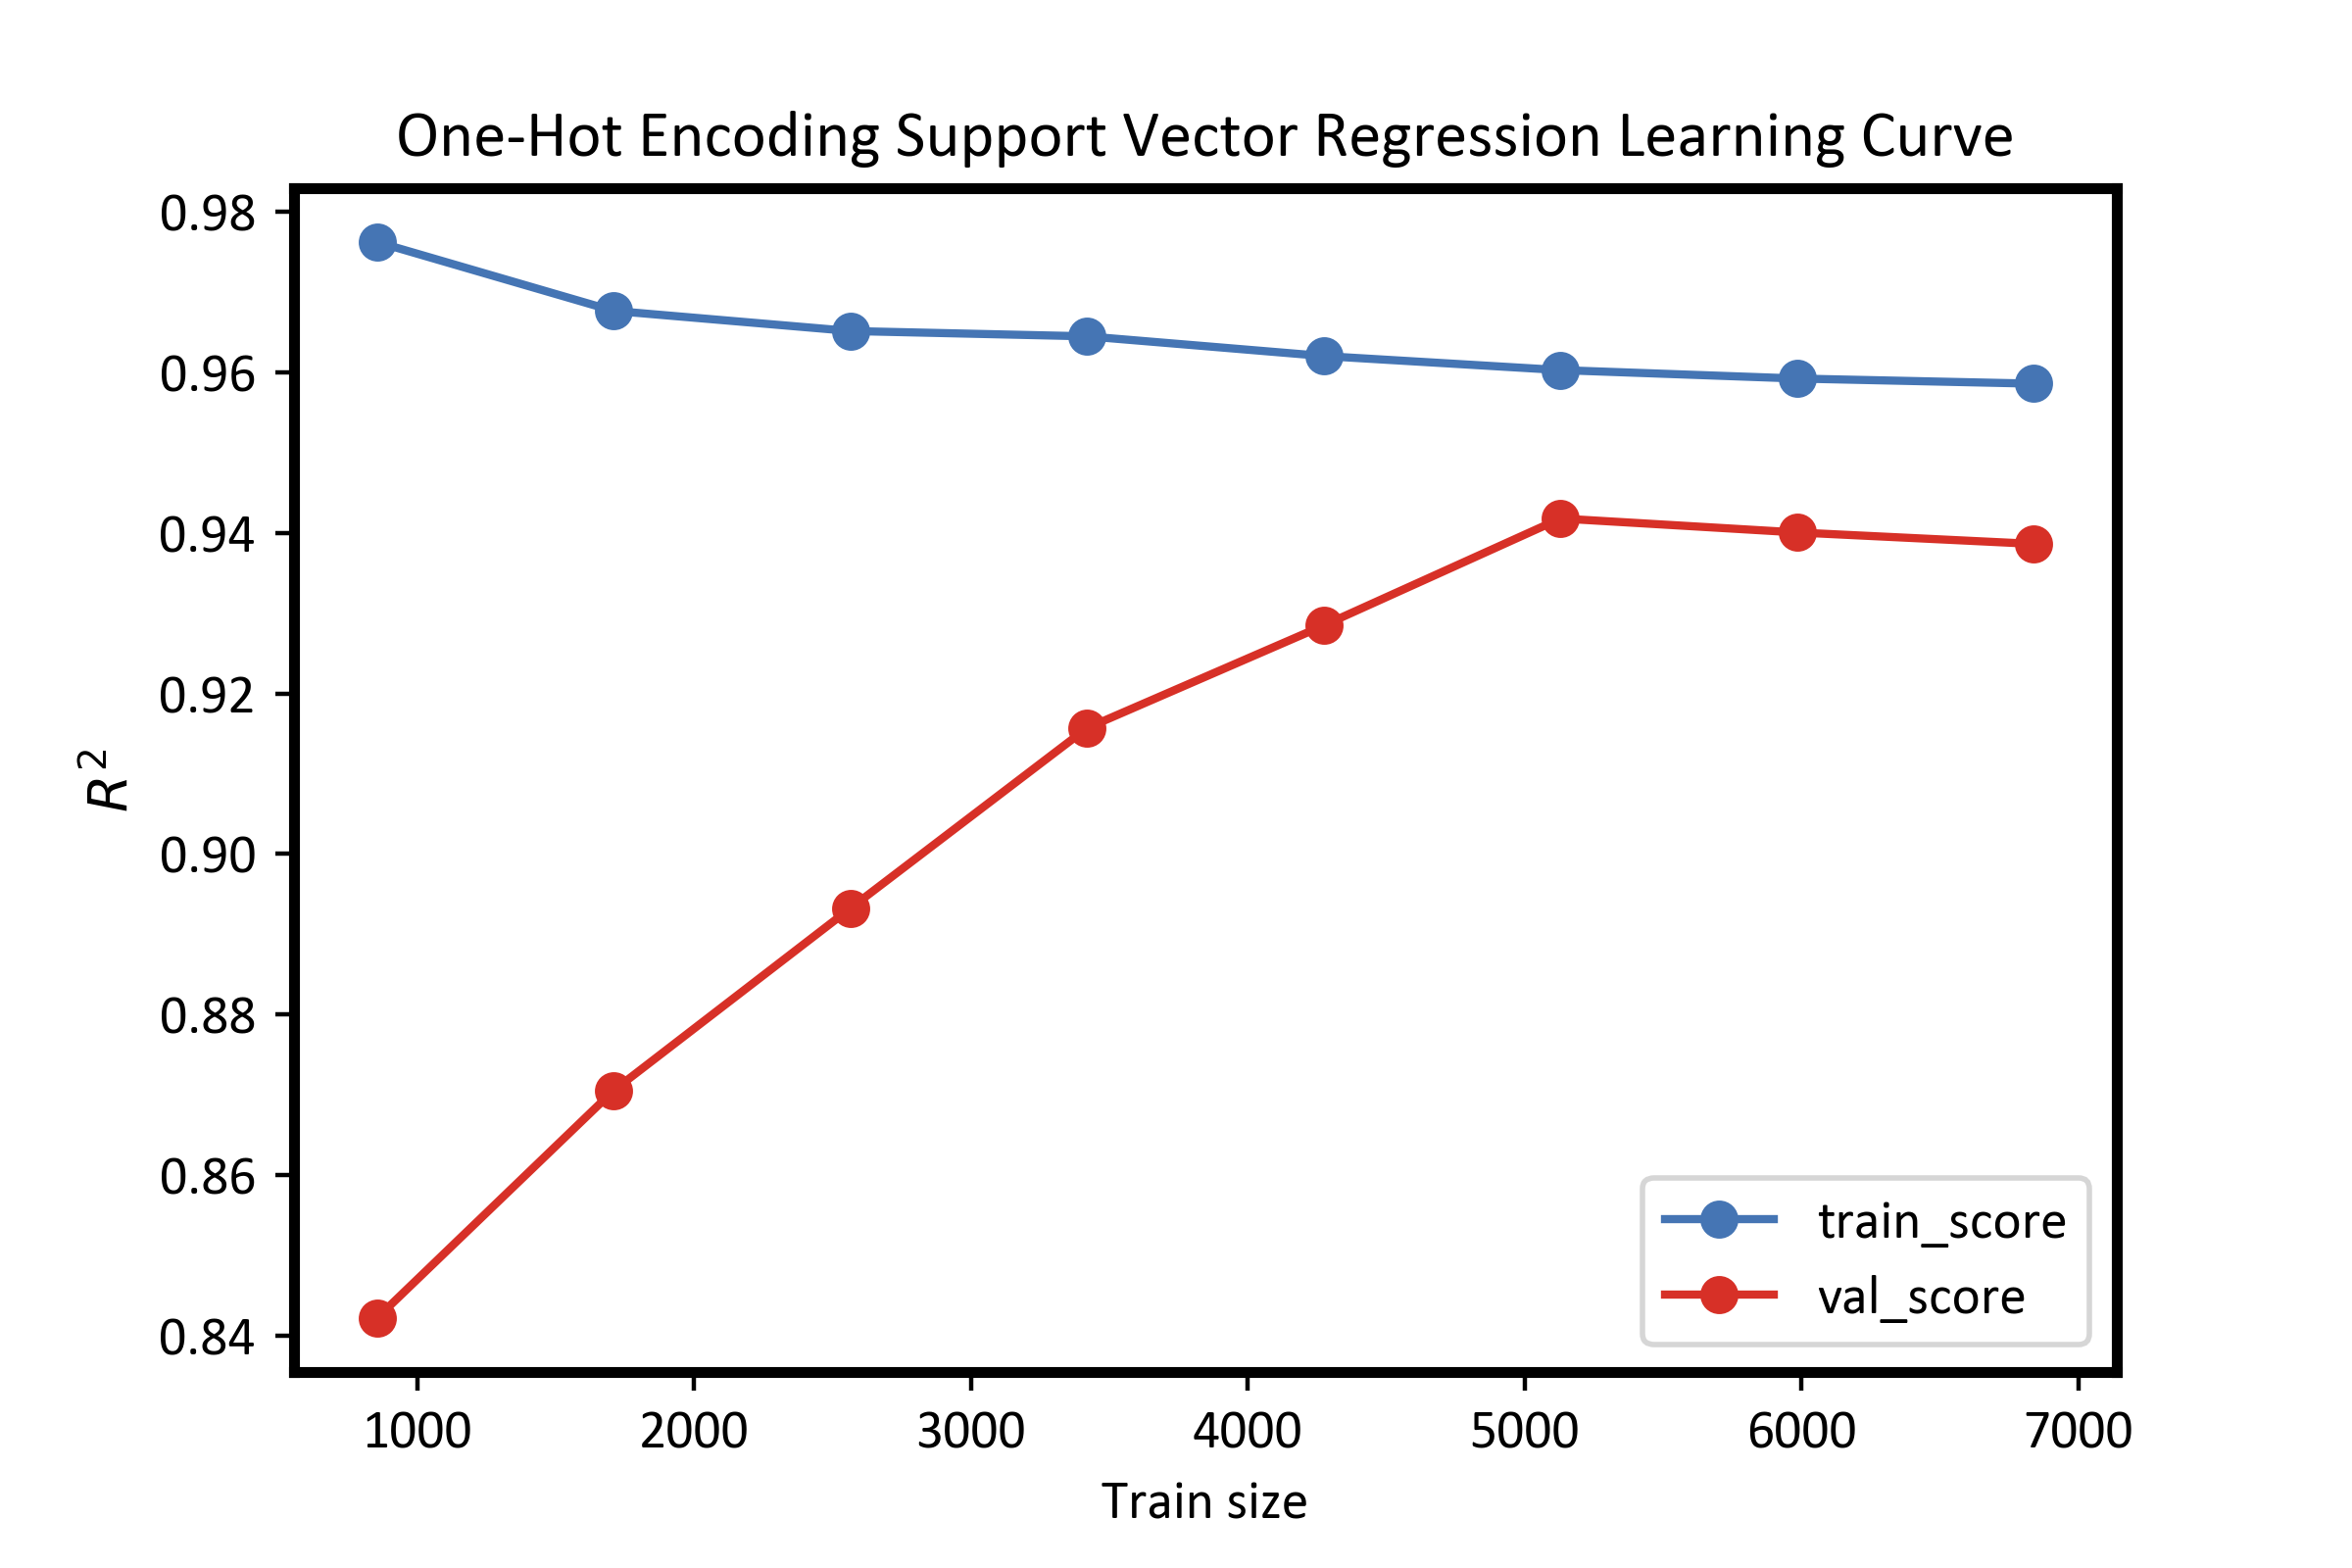 One-Hot Encoding Support Vector Regression Learning Curve
0.98
0.96
0.94
0.92
0.90
0.88
0.86
0.84
R²
train_score
val_score
1000 2000 3000 4000 5000 6000 7000
Train size